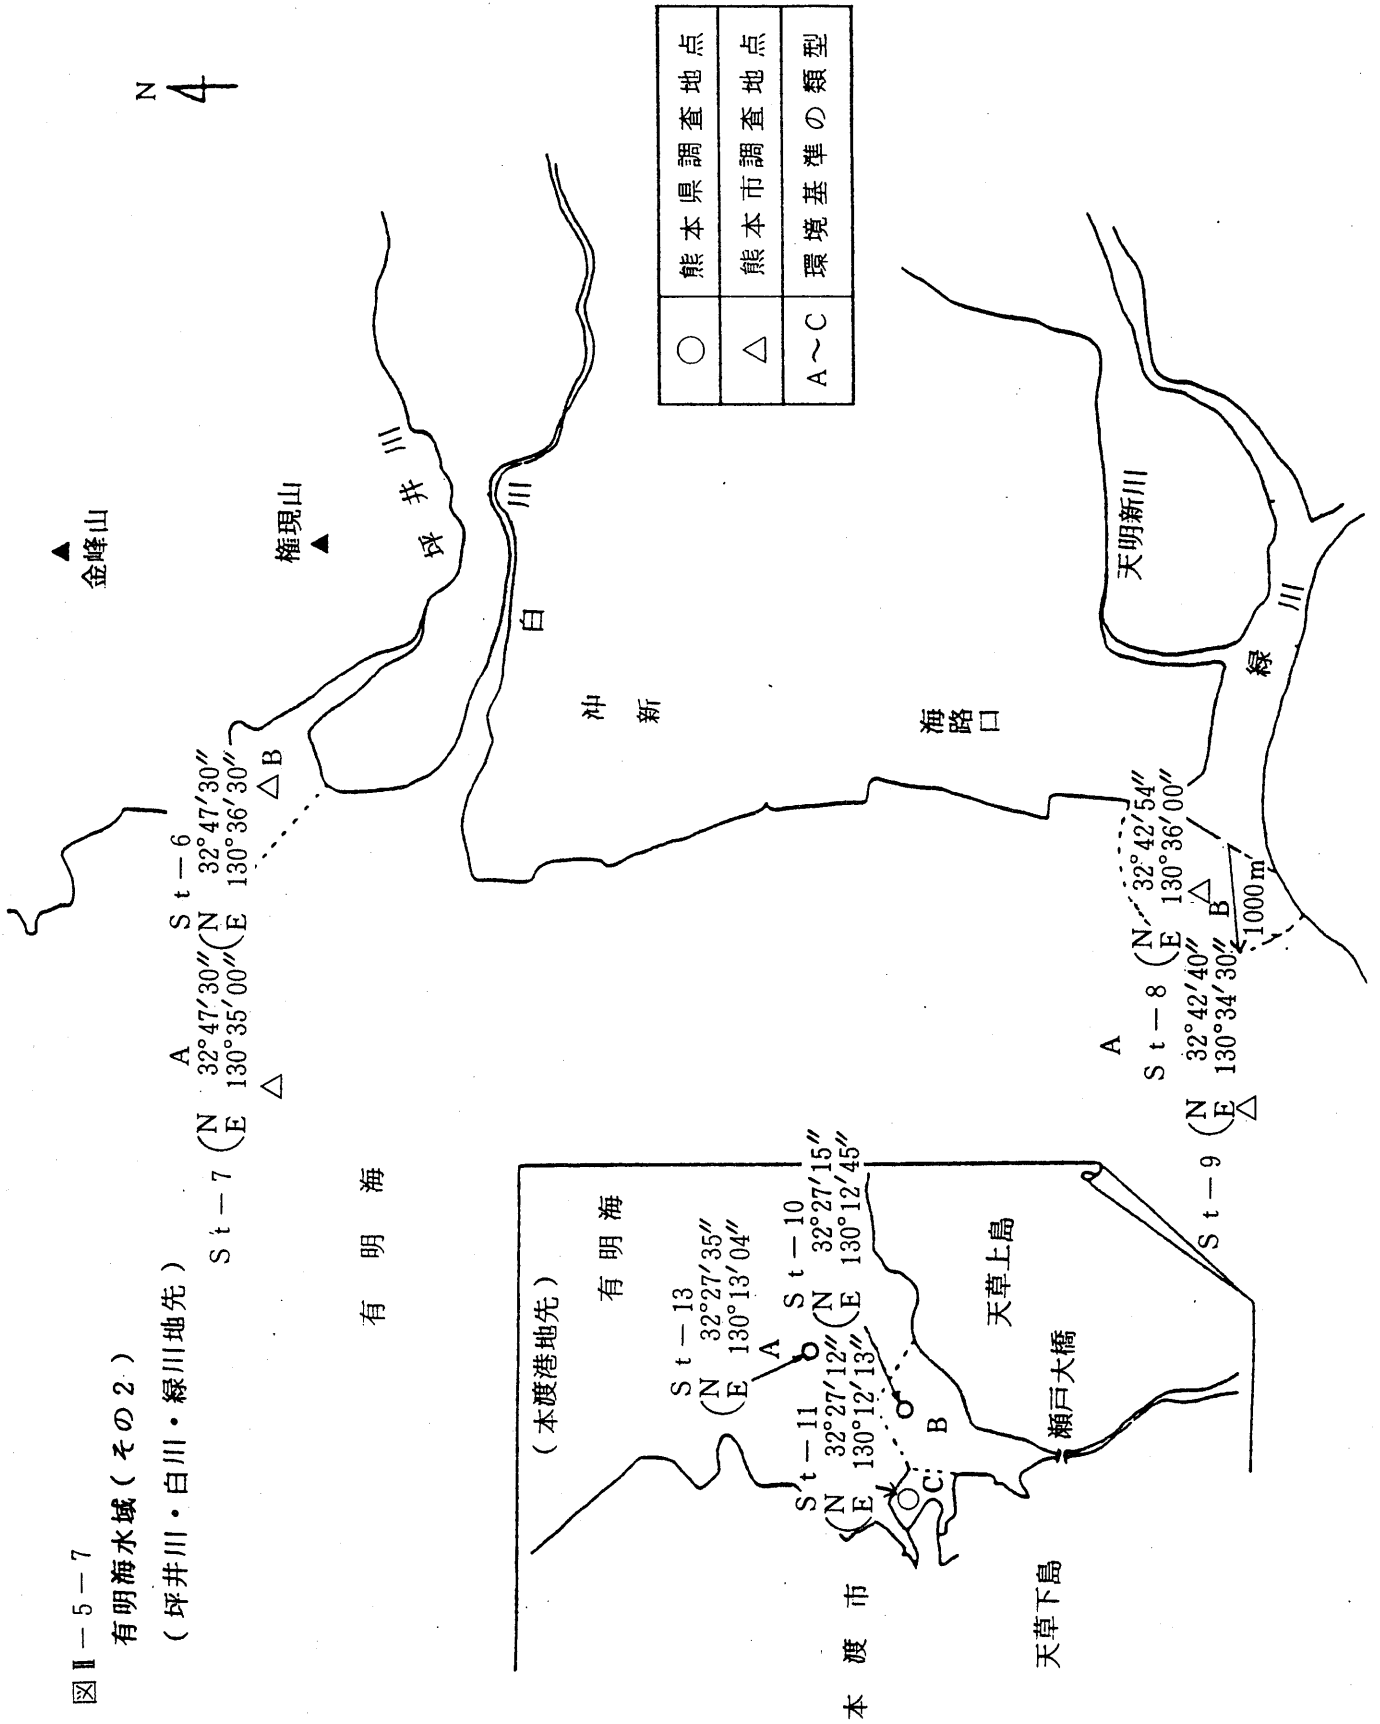 図Ⅱ-5-7
有明海水域(その2)
(坪井川・白川・緑川地先)
N
金峰山
権現山
坪井川
白川
St-7
A
(N 32°47′30″
E 130°35′00″
△
St-6
(N 32°47′30″
E 130°36′30″
△
B
有明海
沖新
海路口
天明新川
緑川
○ 熊本県調査地点
△ 熊本市調査地点
A~C 環境基準の類型
A
St-8
(N 32°42′54″
E 130°36′00″
△
B
1000m
St-9
(N 32°42′40″
E 130°34′30″
△
(本渡港地先)
有明海
St-13
(N 32°27′35″
E 130°13′04″
A
St-10
(N 32°27′15″
E 130°12′45″
St-11
(N 32°27′12″
E 130°12′13″
B
C
本渡市
天草上島
瀬戸大橋
天草下島